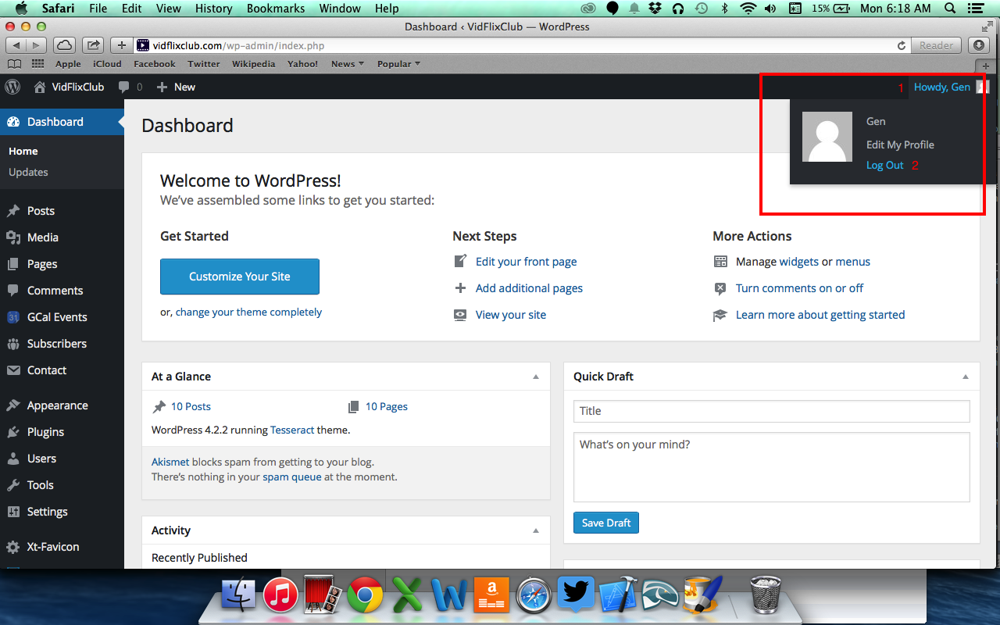 Safari File Edit View History Bookmarks Window Help 15% Mon 6:18 AM
Dashboard ‹ VidFlixClub — WordPress
vidflixclub.com/wp-admin/index.php Reader
Apple iCloud Facebook Twitter Wikipedia Yahoo! News Popular
VidFlixClub 0 New 1 Howdy, Gen
Gen
Edit My Profile
Log Out 2
Dashboard
Home
Updates
Posts
Media
Pages
Comments
31 GCal Events
Subscribers
Contact
Appearance
Plugins
Users
Tools
Settings
Xt-Favicon
Dashboard
Welcome to WordPress!
We've assembled some links to get you started:
Get Started
Customize Your Site
or, change your theme completely
Next Steps
Edit your front page
Add additional pages
View your site
More Actions
Manage widgets or menus
Turn comments on or off
Learn more about getting started
At a Glance
10 Posts 10 Pages
WordPress 4.2.2 running Tesseract theme.
Akismet blocks spam from getting to your blog.
There's nothing in your spam queue at the moment.
Activity
Recently Published
Quick Draft
Title
What's on your mind?
Save Draft